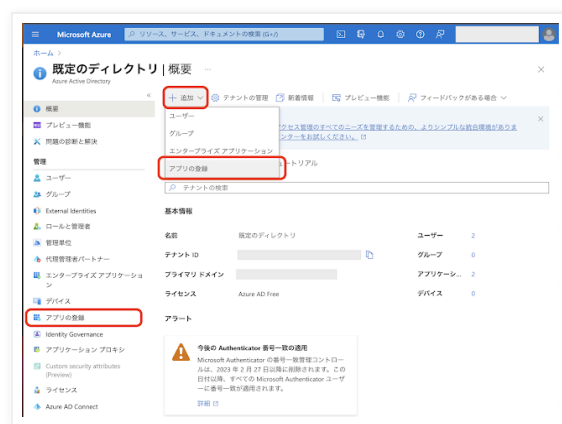 Microsoft Azure
リソース、サービス、ドキュメントの検索 (G+/)
ホーム >
既定のディレクトリ | 概要 …
Azure Active Directory
概要
プレビュー機能
問題の診断と解決
管理
ユーザー
グループ
External Identities
ロールと管理者
管理単位
代理管理者パートナー
エンタープライズ アプリケーショ
ン
デバイス
アプリの登録
Identity Governance
アプリケーション プロキシ
Custom security attributes
(Preview)
ライセンス
Azure AD Connect
+ 追加 テナントの管理 新着情報 プレビュー機能 フィードバックがある場合
ユーザー
グループ
エンタープライズ アプリケーション
アプリの登録
クセス管理のすべてのニーズを管理するための、よりシンプルな統合環境がありま
ンターをお試しください。
トリアル
テナントの検索
基本情報
名前 既定のディレクトリ ユーザー 2
テナント ID グループ 0
プライマリ ドメイン アプリケーシ... 2
ライセンス Azure AD Free デバイス 0
アラート
今後の Authenticator 番号一致の適用
Microsoft Authenticator の番号一致管理コントロー
ルは、2023 年 2 月 27 日以降に削除されます。この
日付以降、すべての Microsoft Authenticator ユーザ
ーに番号一致が適用されます。
詳細